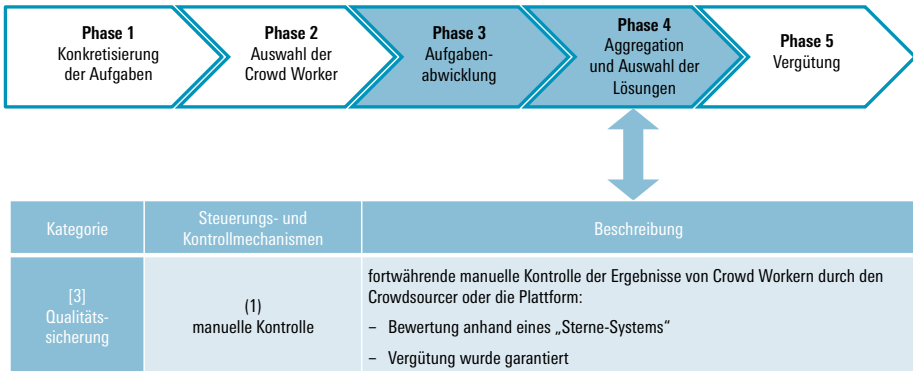 Phase 1
Konkretisierung
der Aufgaben
Phase 2
Auswahl der
Crowd Worker
Phase 3
Aufgaben-
abwicklung
Phase 4
Aggregation
und Auswahl der
Lösungen
Phase 5
Vergütung
Kategorie
Steuerungs- und
Kontrollmechanismen
Beschreibung
[3]
Qualitäts-
sicherung
(1)
manuelle Kontrolle
fortwährende manuelle Kontrolle der Ergebnisse von Crowd Workern durch den
Crowdsourcer oder die Plattform:
– Bewertung anhand eines „Sterne-Systems“
– Vergütung wurde garantiert